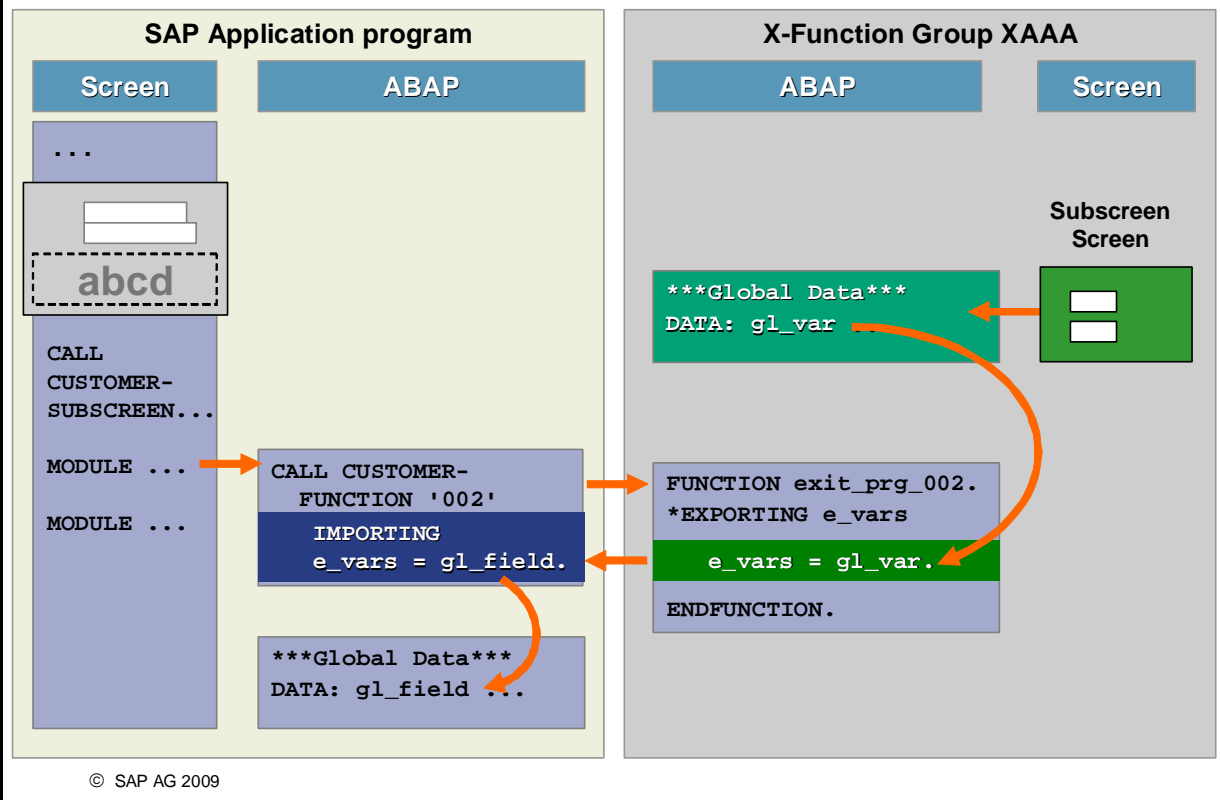 SAP Application program
Screen
ABAP
...
abcd
CALL
CUSTOMER-
SUBSCREEN...
MODULE ...
MODULE ...
CALL CUSTOMER-
FUNCTION '002'
IMPORTING
e_vars = gl_field.
***Global Data***
DATA: gl_field ...
X-Function Group XAAA
ABAP
Screen
Subscreen
Screen
***Global Data***
DATA: gl_var ...
FUNCTION exit_prg_002.
*EXPORTING e_vars
e_vars = gl_var.
ENDFUNCTION.
© SAP AG 2009